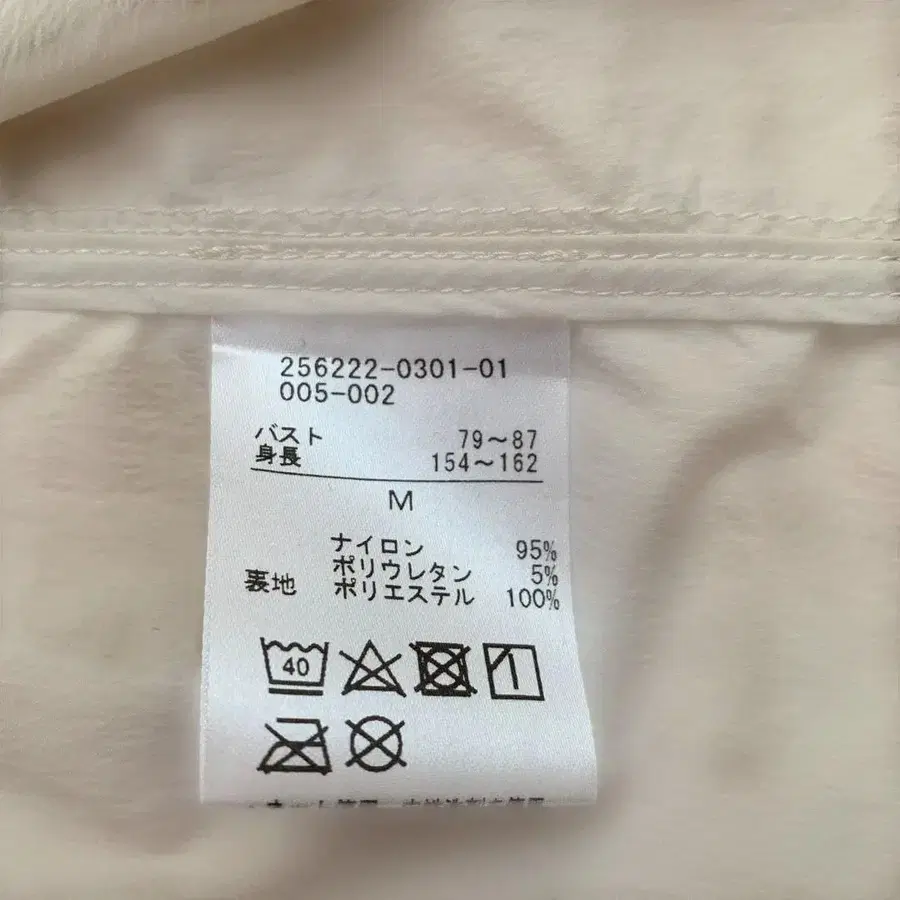 256222-0301-01
005-002
バスト 79～87
身長 154～162
M
ナイロン 95%
ポリウレタン 5%
裏地 ポリエステル 100%
40